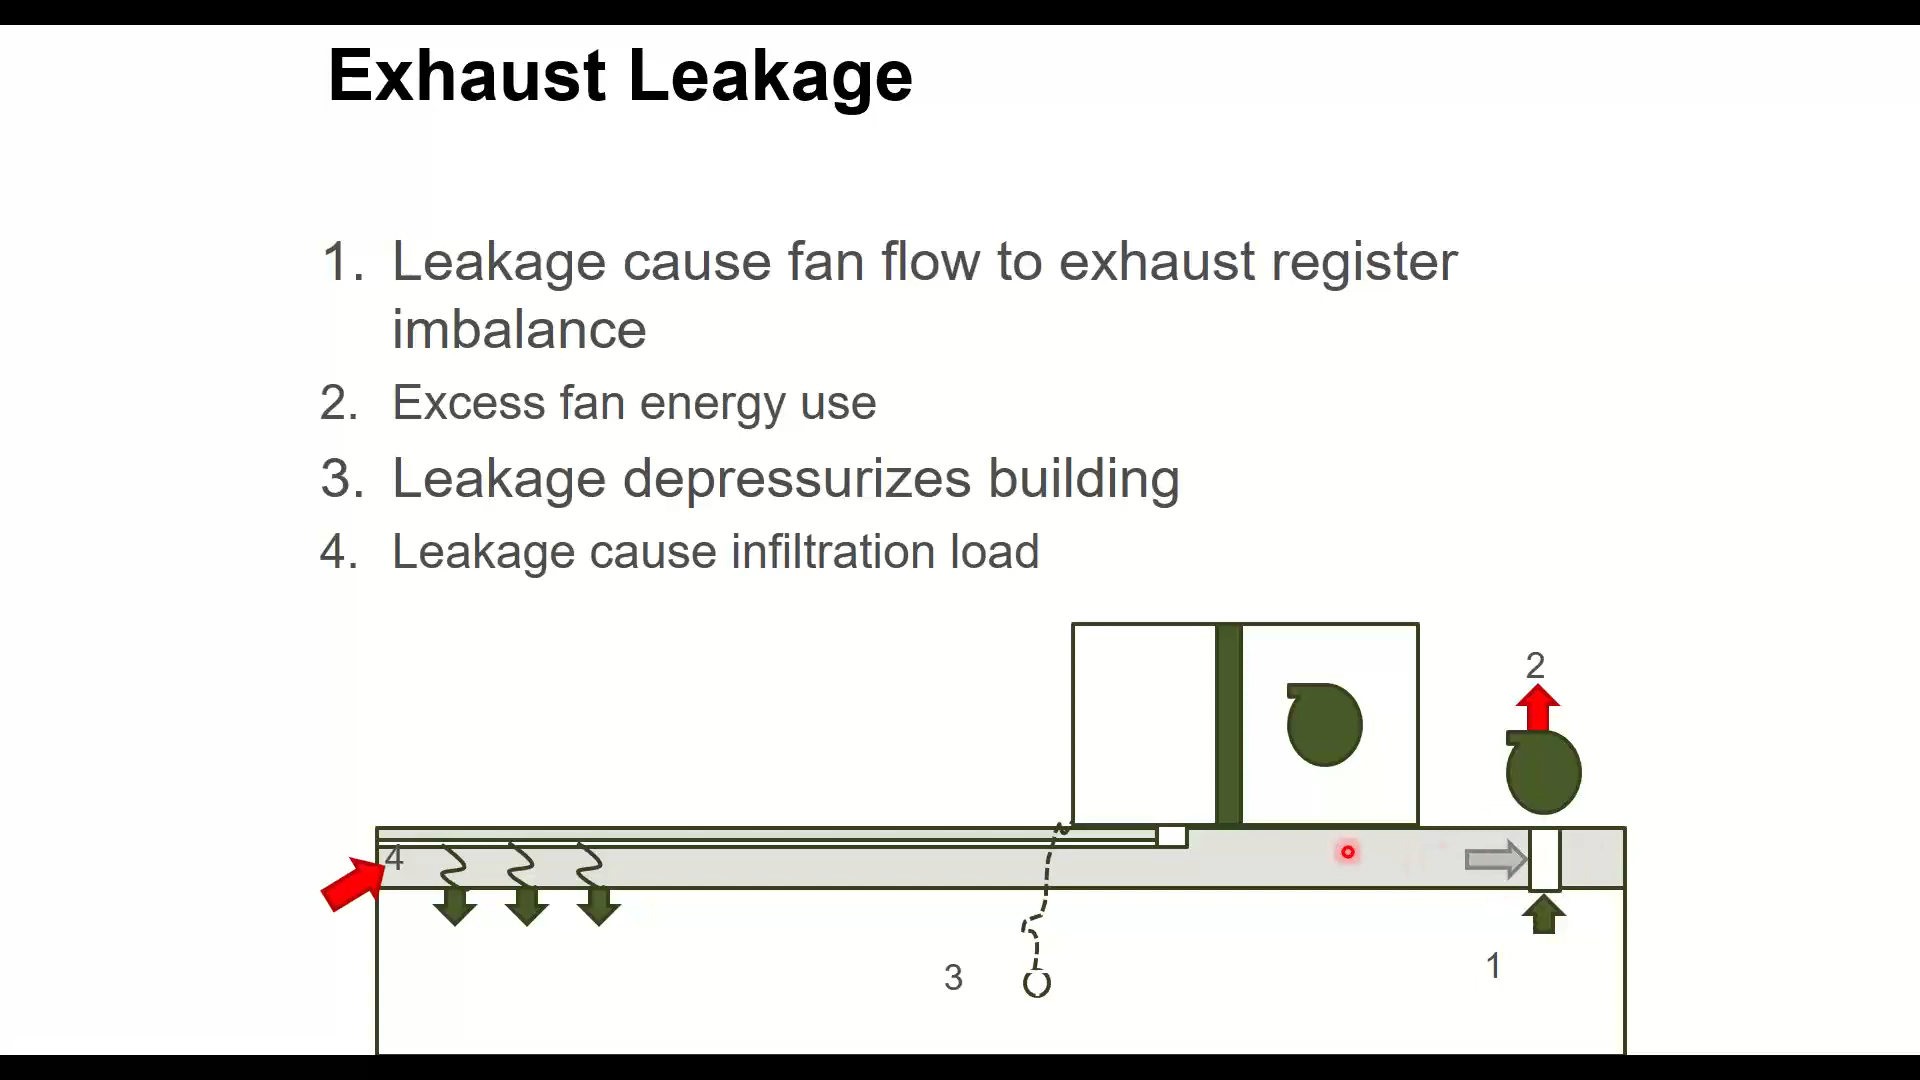 Exhaust Leakage
1. Leakage cause fan flow to exhaust register
imbalance
2. Excess fan energy use
3. Leakage depressurizes building
4. Leakage cause infiltration load
2
4
3
1